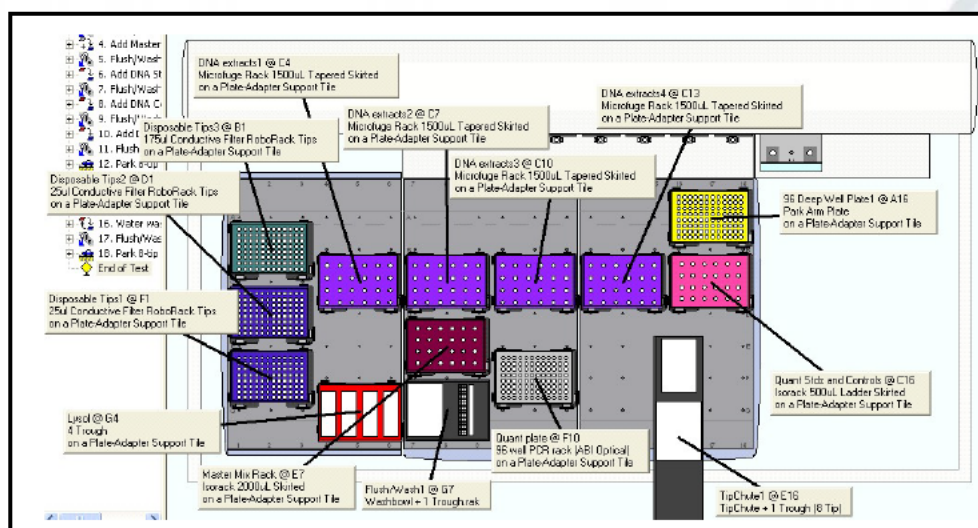 4. Add Master
5. Flush/Wash
6. Add DNA St
7. Flush/Wash
8. Add DNA C
9. Flush/Wash
10. Add
11. Flush
12. Park 8-tip
16. Water wa
17. Flush/Was
18. Park 8-tip
End of Test
DNA extracts1 @ C4
Microfuge Rack 1500uL Tapered Skirted
on a Plate-Adapter Support Tile
DNA extracts2 @ C7
Microfuge Rack 1500uL Tapered Skirted
on a Plate-Adapter Support Tile
DNA extracts4 @ C13
Microfuge Rack 1500uL Tapered Skirted
on a Plate-Adapter Support Tile
Disposable Tips3 @ B1
175ul Conductive Filter RoboRack Tips
on a Plate-Adapter Support Tile
DNA extracts3 @ C10
Microfuge Rack 1500uL Tapered Skirted
on a Plate-Adapter Support Tile
Disposable Tips2 @ D1
25ul Conductive Filter RoboRack Tips
on a Plate-Adapter Support Tile
96 Deep Well Plate1 @ A16
Park Arm Plate
on a Plate-Adapter Support Tile
Disposable Tips1 @ F1
25ul Conductive Filter RoboRack Tips
on a Plate-Adapter Support Tile
Quant Stds and Controls @ C16
Isorack 500uL Ladder Skirted
on a Plate-Adapter Support Tile
Lysol @ G4
4 Trough
on a Plate-Adapter Support Tile
Quant plate @ F10
96 well PCR rack (ABI Optical)
on a Plate-Adapter Support Tile
Master Mix Rack @ E7
Isorack 2000uL Skirted
on a Plate-Adapter Support Tile
Flush/Wash1 @ G7
Washbowl + 1 Trough rak
TipChute1 @ E16
TipChute + 1 Trough (8 Tip)